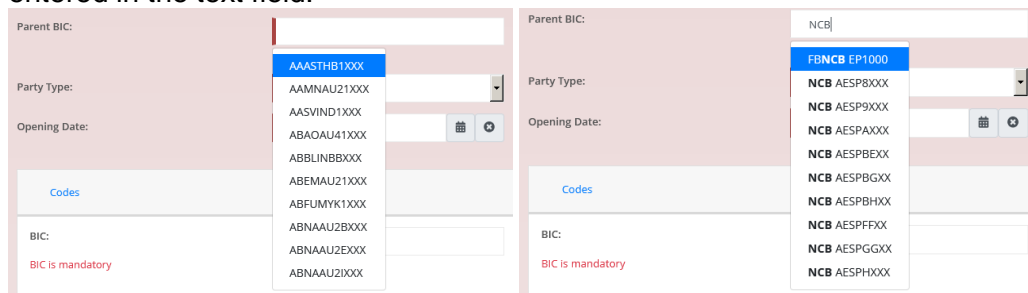 entered in the text field.
Parent BIC:
AAASTHB1XXX
AAMNAU21XXX
Party Type:
AASVIND1XXX
Opening Date:
ABAOAU41XXX
ABBLINBBXXX
ABEMAU21XXX
Codes
ABFUMYK1XXX
ABNAAU2BXXX
BIC:
ABNAAU2EXXX
BIC is mandatory
ABNAAU2IXXX
Parent BIC:
NCB
FBNCB EP1000
Party Type:
NCB AESP8XXX
NCB AESP9XXX
Opening Date:
NCB AESPAXXX
NCB AESPBEXX
NCB AESPBGXX
Codes
NCB AESPBHXX
NCB AESPFFXX
BIC:
NCB AESPGGXX
BIC is mandatory
NCB AESPHXXX